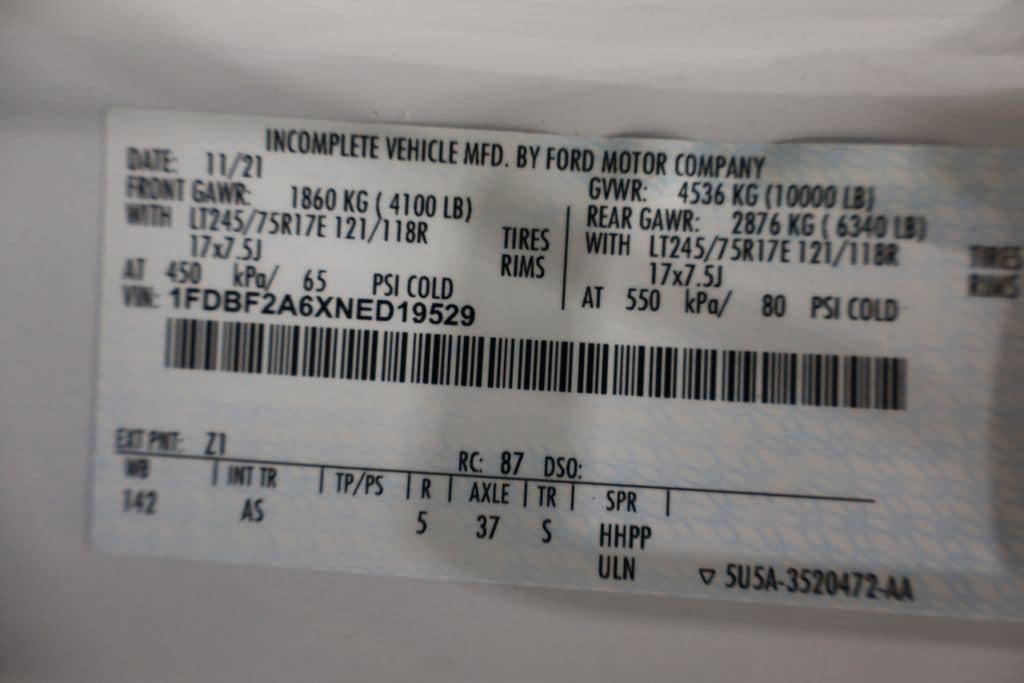 INCOMPLETE VEHICLE MFD. BY FORD MOTOR COMPANY
DATE: 11/21
GVWR: 4536 KG (10000 LB)
FRONT GAWR: 1860 KG ( 4100 LB)
REAR GAWR: 2876 KG ( 6340 LB)
WITH LT245/75R17E 121/118R TIRES
WITH LT245/75R17E 121/118R TIRES
17x7.5J RIMS
17x7.5J RIMS
AT 450 kPa/ 65 PSI COLD
AT 550 kPa/ 80 PSI COLD
VIN: 1FDBF2A6XNED19529
EXT PNT: Z1
RC: 87 DSO:
WB INT TR TP/PS R AXLE TR SPR
142 AS 5 37 S HHPP
ULN
▽ 5U5A-3520472-AA